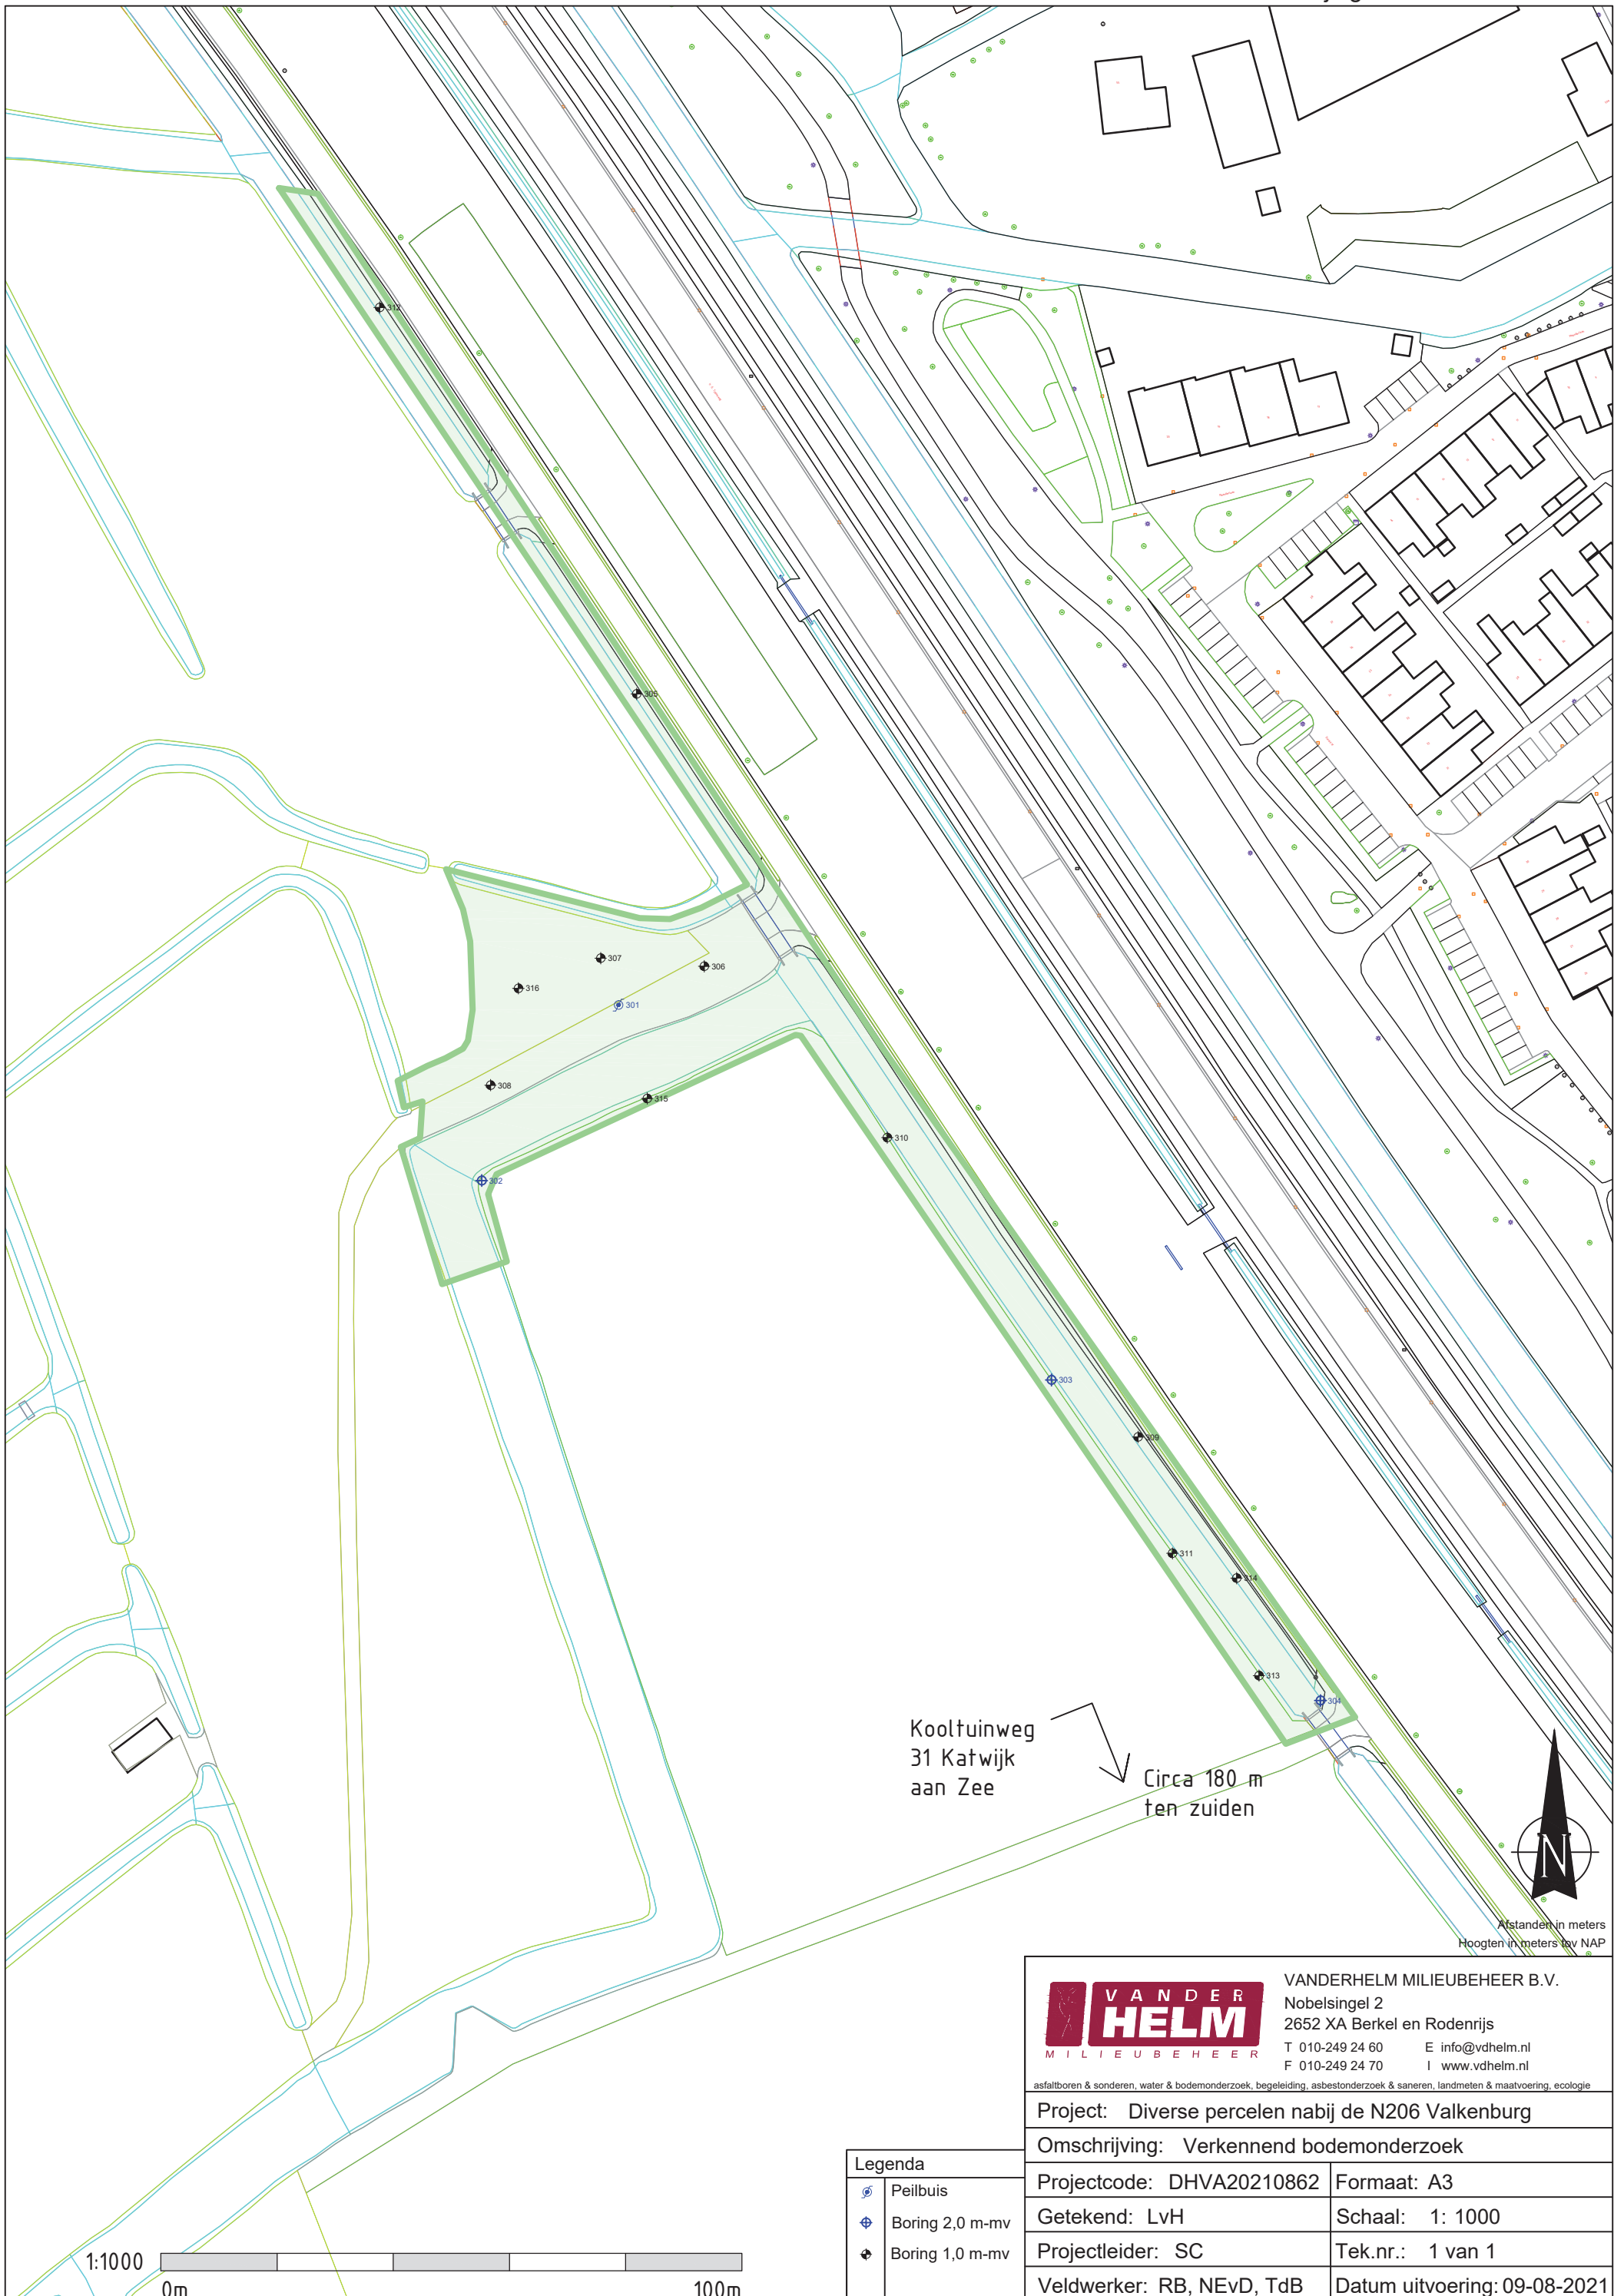 312
305
307
306
316
301
308
315
310
302
303
309
311
314
313
304
Kooltuinweg
31 Katwijk
aan Zee
Circa 180 m
ten zuiden
N
Afstanden in meters
Hoogten in meters tov NAP
VANDER
HELM
MILIEUBEHEER
VANDERHELM MILIEUBEHEER B.V.
Nobelsingel 2
2652 XA Berkel en Rodenrijs
T 010-249 24 60 E info@vdhelm.nl
F 010-249 24 70 I www.vdhelm.nl
asfaltboren & sonderen, water & bodemonderzoek, begeleiding, asbestonderzoek & saneren, landmeten & maatvoering, ecologie
Project: Diverse percelen nabij de N206 Valkenburg
Omschrijving: Verkennend bodemonderzoek
Projectcode: DHVA20210862 Formaat: A3
Getekend: LvH Schaal: 1: 1000
Projectleider: SC Tek.nr.: 1 van 1
Veldwerker: RB, NEvD, TdB Datum uitvoering: 09-08-2021
Legenda
Peilbuis
Boring 2,0 m-mv
Boring 1,0 m-mv
1:1000
0m 100m